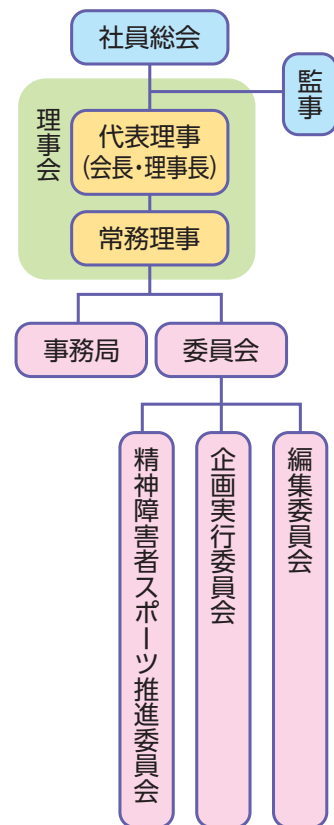 社員総会
監事
理事会
代表理事
(会長・理事長)
常務理事
事務局
委員会
精神障害者スポーツ推進委員会
企画実行委員会
編集委員会